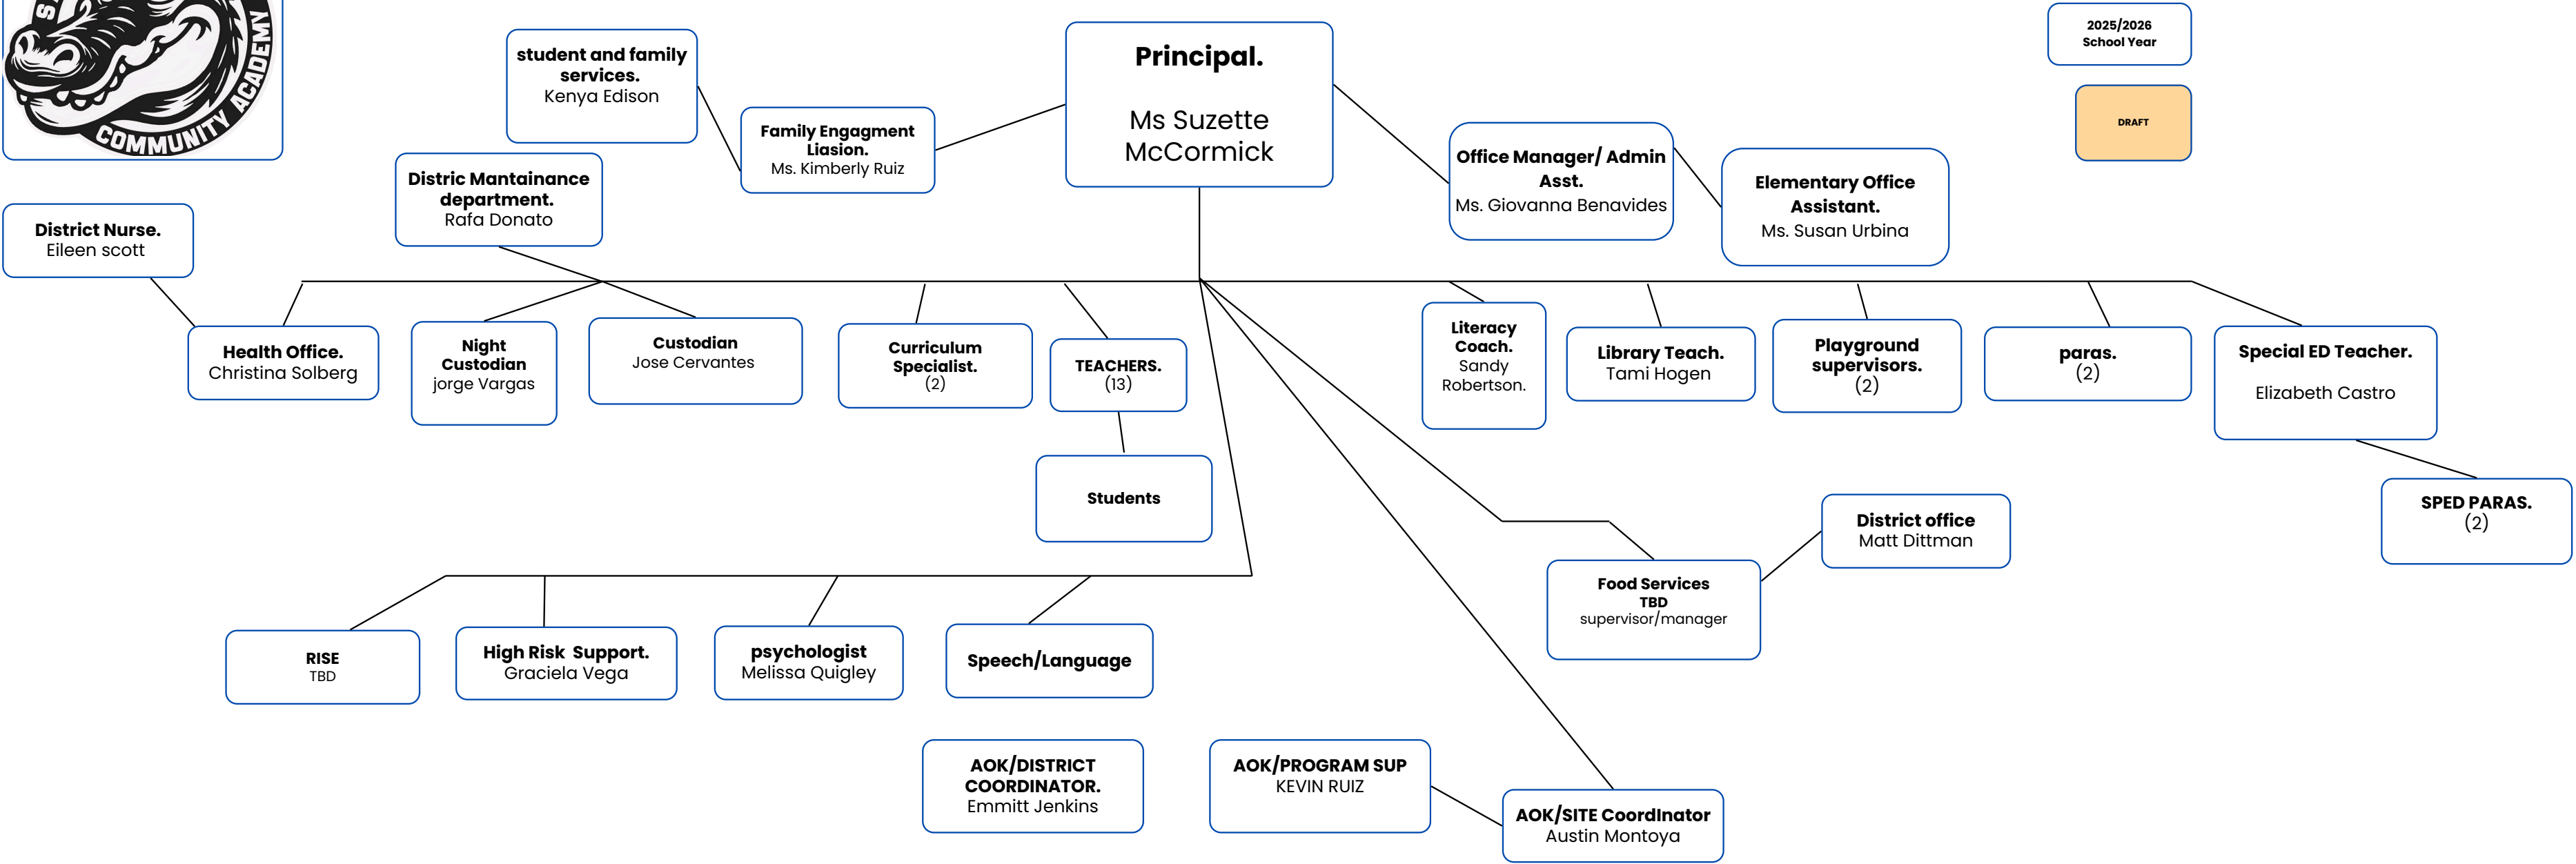 S
COMMUNITY ACADEMY
student and family
services.
Kenya Edison
Principal.
Ms Suzette
McCormick
2025/2026
School Year
DRAFT
Family Engagment
Liasion.
Ms. Kimberly Ruiz
Office Manager/ Admin
Asst.
Ms. Giovanna Benavides
Elementary Office
Assistant.
Ms. Susan Urbina
Distric Mantainance
department.
Rafa Donato
District Nurse.
Eileen scott
Health Office.
Christina Solberg
Night
Custodian
jorge Vargas
Custodian
Jose Cervantes
Curriculum
Specialist.
(2)
TEACHERS.
(13)
Literacy
Coach.
Sandy
Robertson.
Library Teach.
Tami Hogen
Playground
supervisors.
(2)
paras.
(2)
Special ED Teacher.
Elizabeth Castro
Students
SPED PARAS.
(2)
District office
Matt Dittman
Food Services
TBD
supervisor/manager
RISE
TBD
High Risk  Support.
Graciela Vega
psychologist
Melissa Quigley
Speech/Language
AOK/DISTRICT
COORDINATOR.
Emmitt Jenkins
AOK/PROGRAM SUP
KEVIN RUIZ
AOK/SITE CoordInator
Austin Montoya